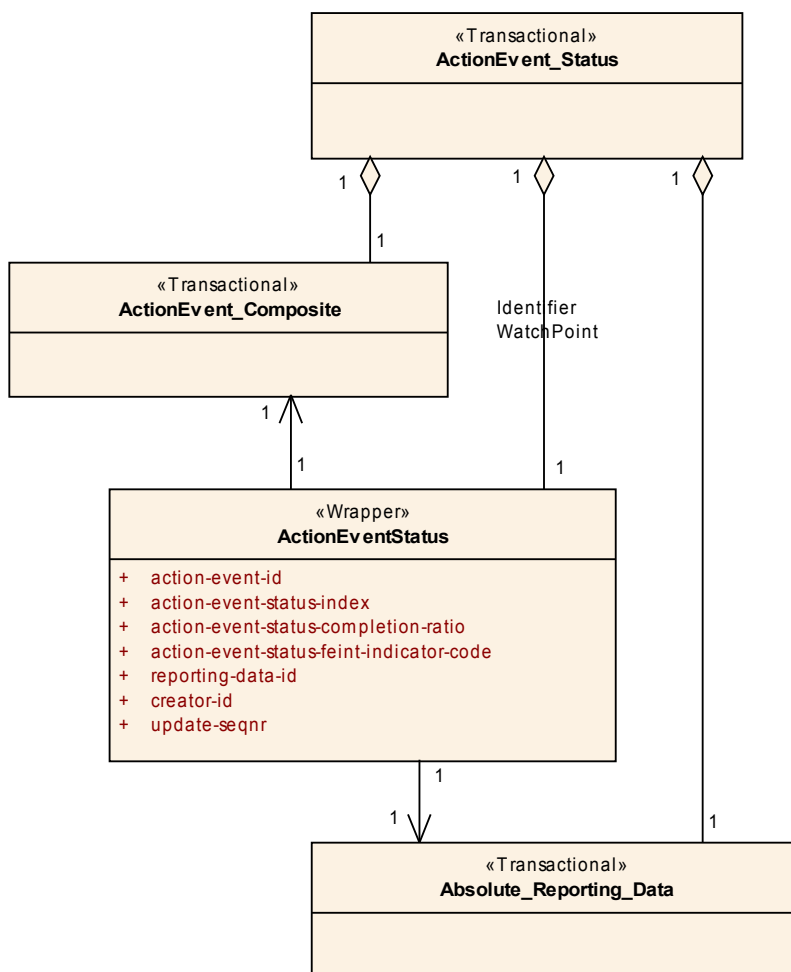 «Transactional»
ActionEvent_Status
1
1
1
1
«Transactional»
ActionEvent_Composite
Identifier
WatchPoint
1
1
1
«Wrapper»
ActionEventStatus
+ action-event-id
+ action-event-status-index
+ action-event-status-completion-ratio
+ action-event-status-feint-indicator-code
+ reporting-data-id
+ creator-id
+ update-seqnr
1
1
1
«Transactional»
Absolute_Reporting_Data